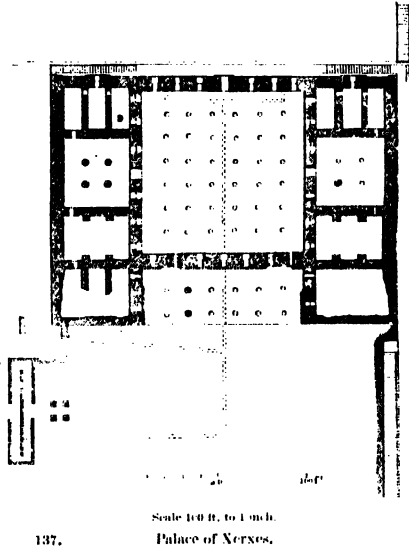 Scale 100 ft. to 1 inch.
137. Palace of Xerxes.